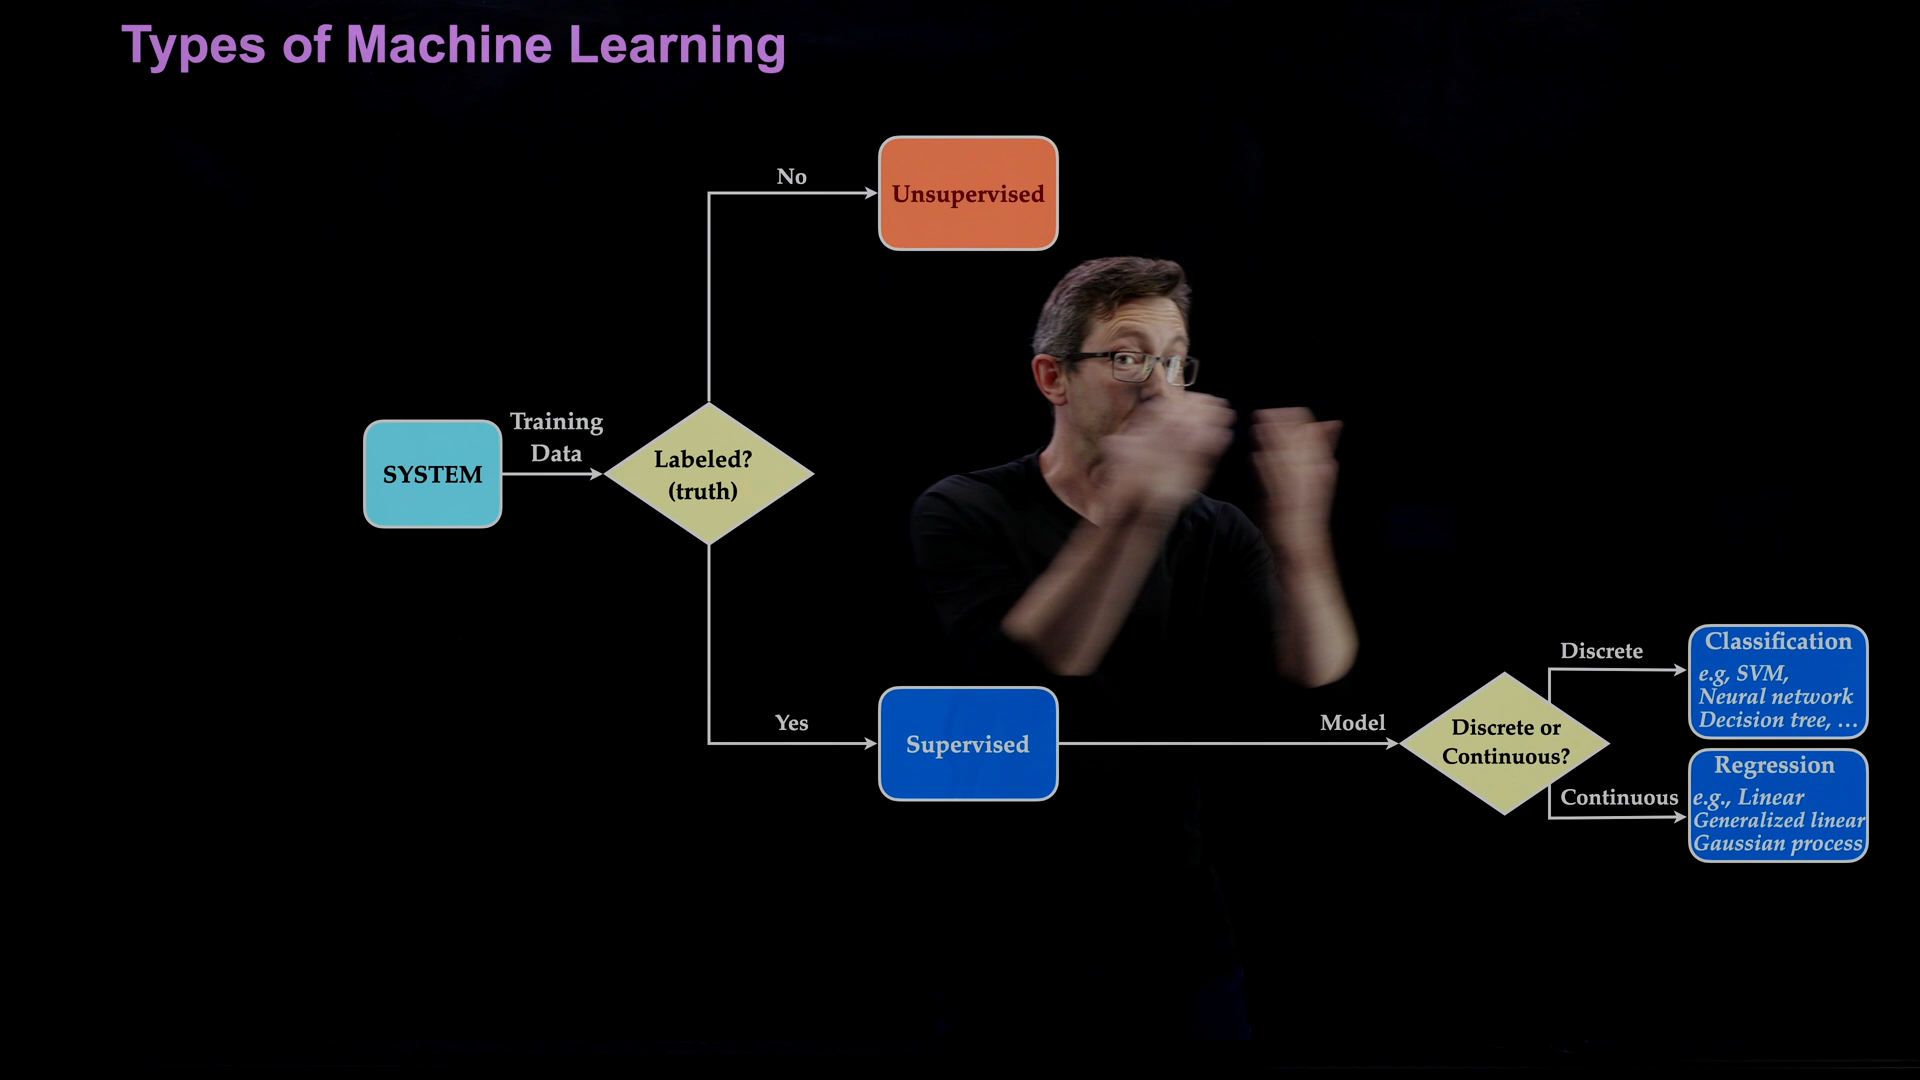 Types of Machine Learning
No
Unsupervised
Training
Data
SYSTEM
Labeled?
(truth)
Yes
Supervised
Model
Discrete or
Continuous?
Discrete
Classification
e.g, SVM,
Neural network
Decision tree, ...
Continuous
Regression
e.g., Linear
Generalized linear
Gaussian process